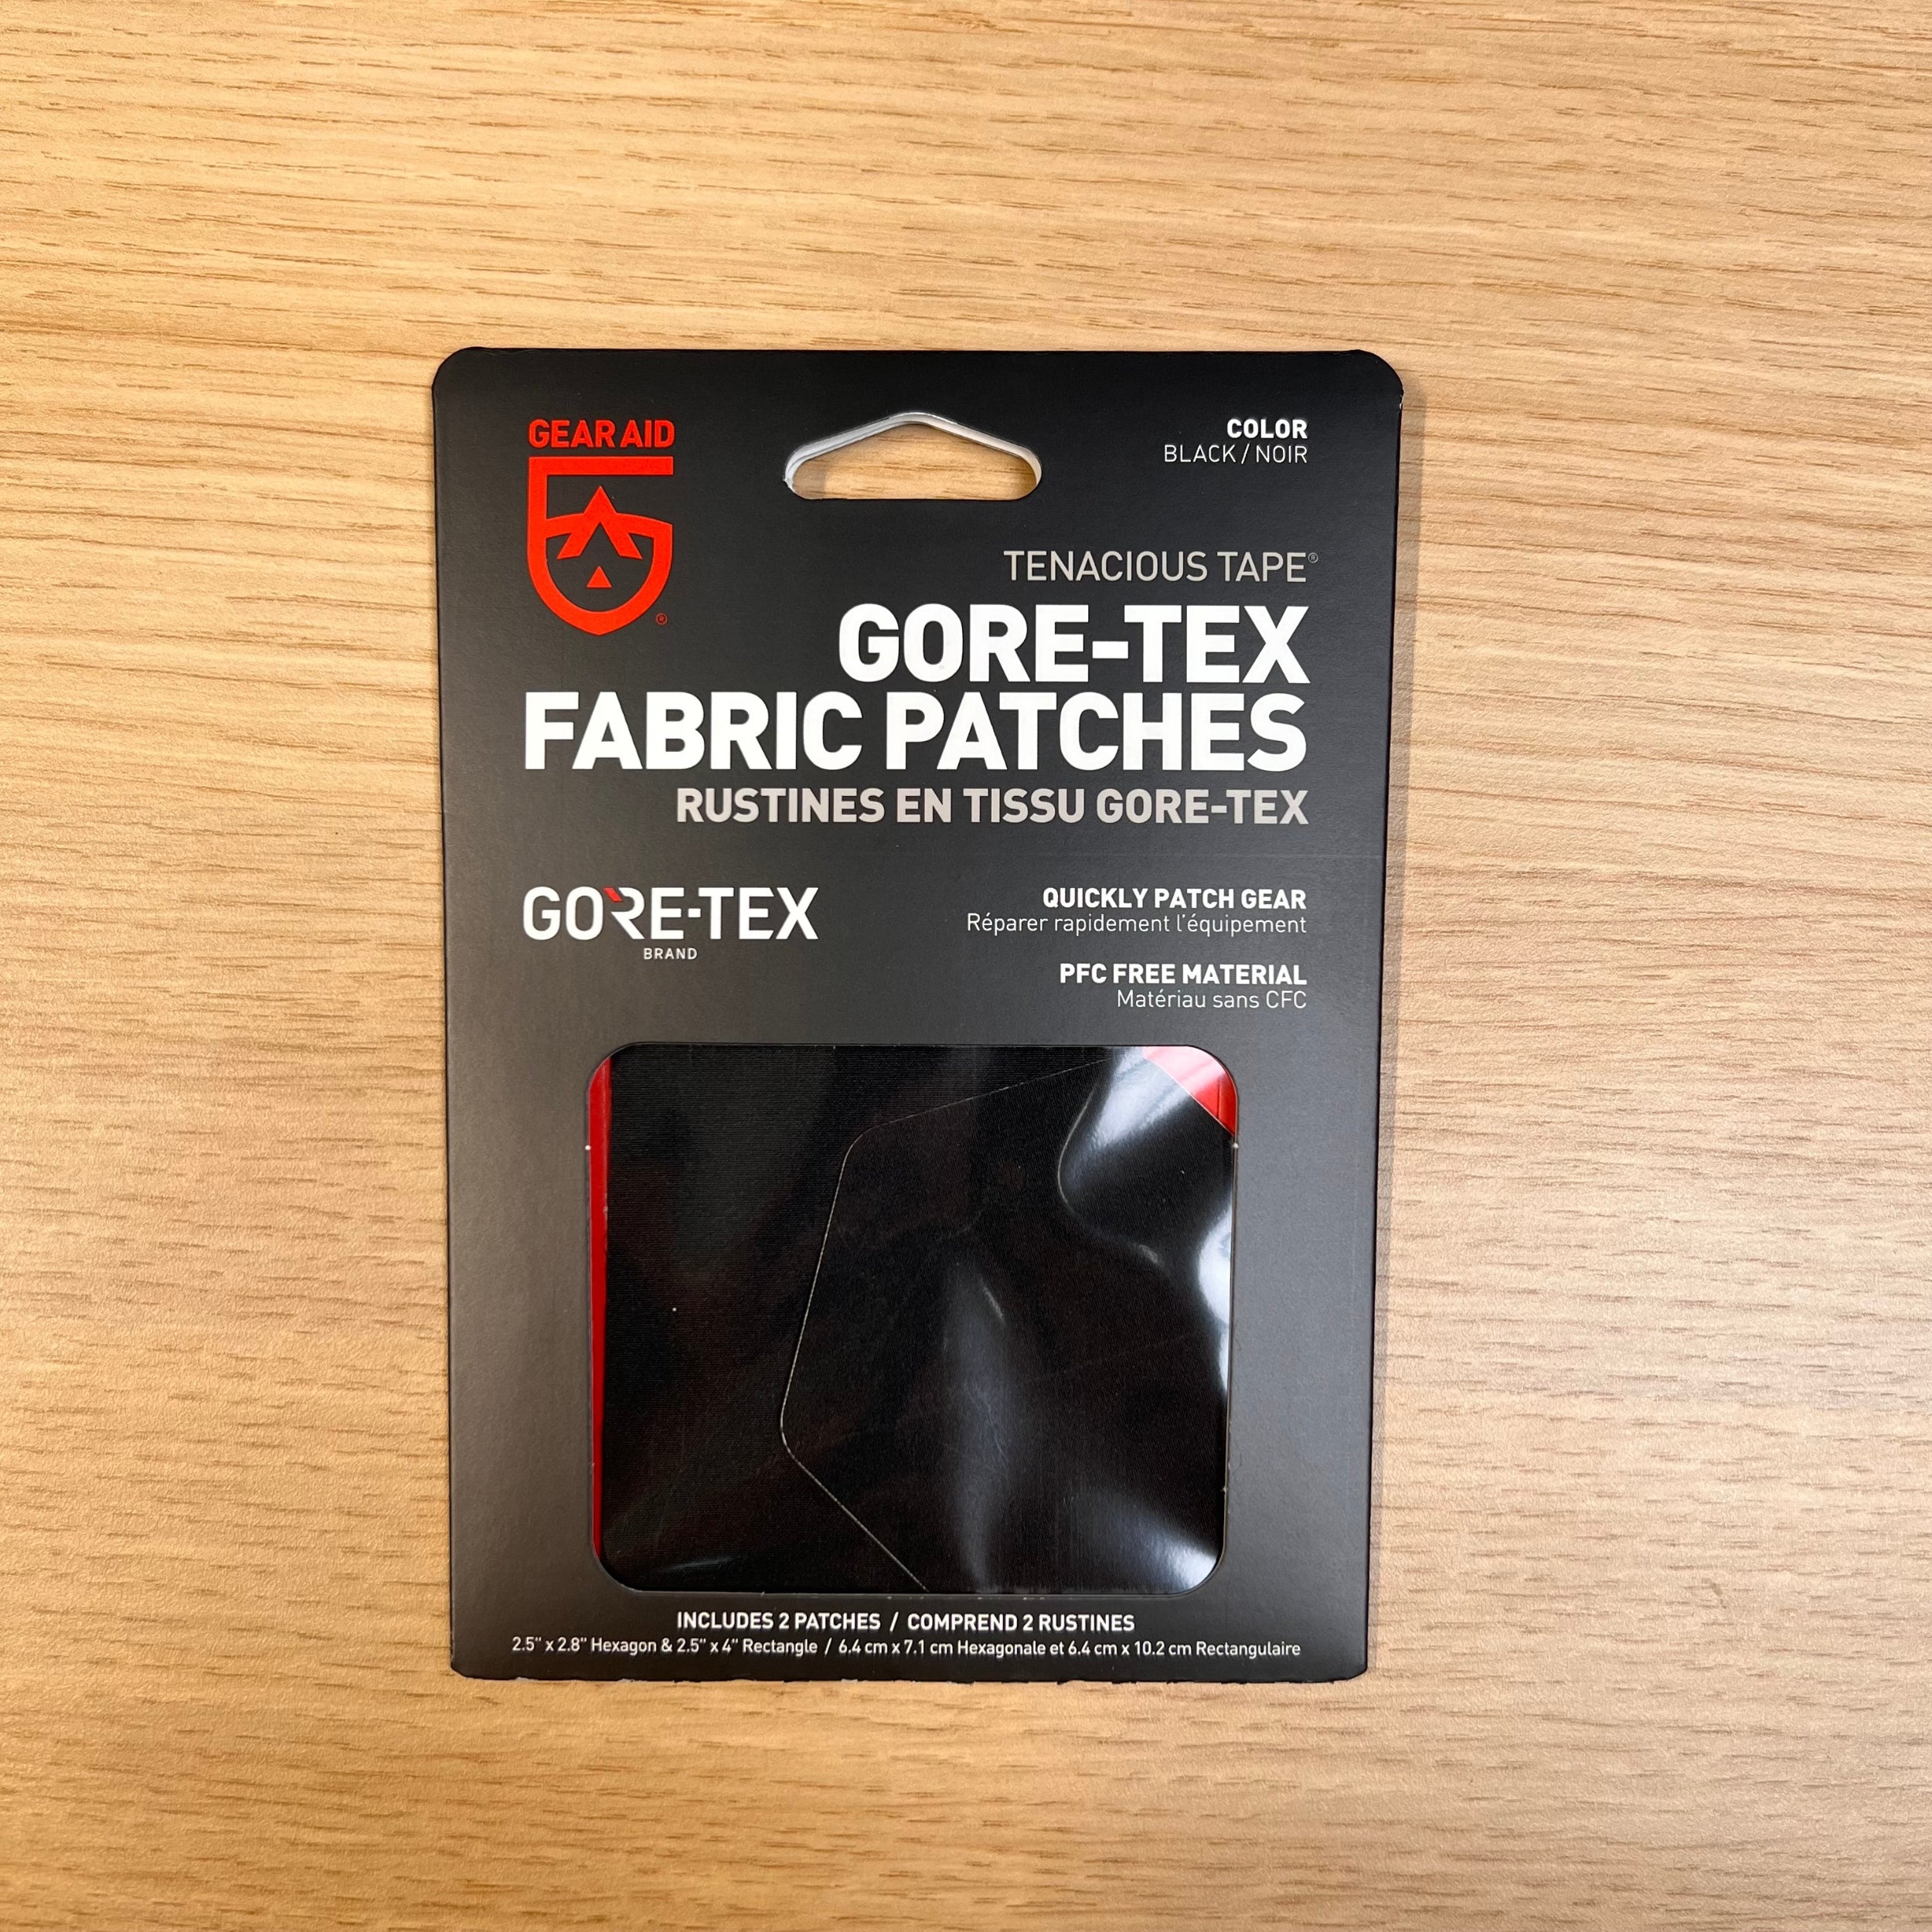 GEAR AID
COLOR
BLACK / NOIR
TENACIOUS TAPE®
GORE-TEX
FABRIC PATCHES
RUSTINES EN TISSU GORE-TEX
GORE-TEX
BRAND
QUICKLY PATCH GEAR
Réparer rapidement l'équipement
PFC FREE MATERIAL
Matériau sans CFC
INCLUDES 2 PATCHES / COMPREND 2 RUSTINES
2.5" x 2.8" Hexagon & 2.5" x 4" Rectangle / 6.4 cm x 7.1 cm Hexagonale et 6.4 cm x 10.2 cm Rectangulaire